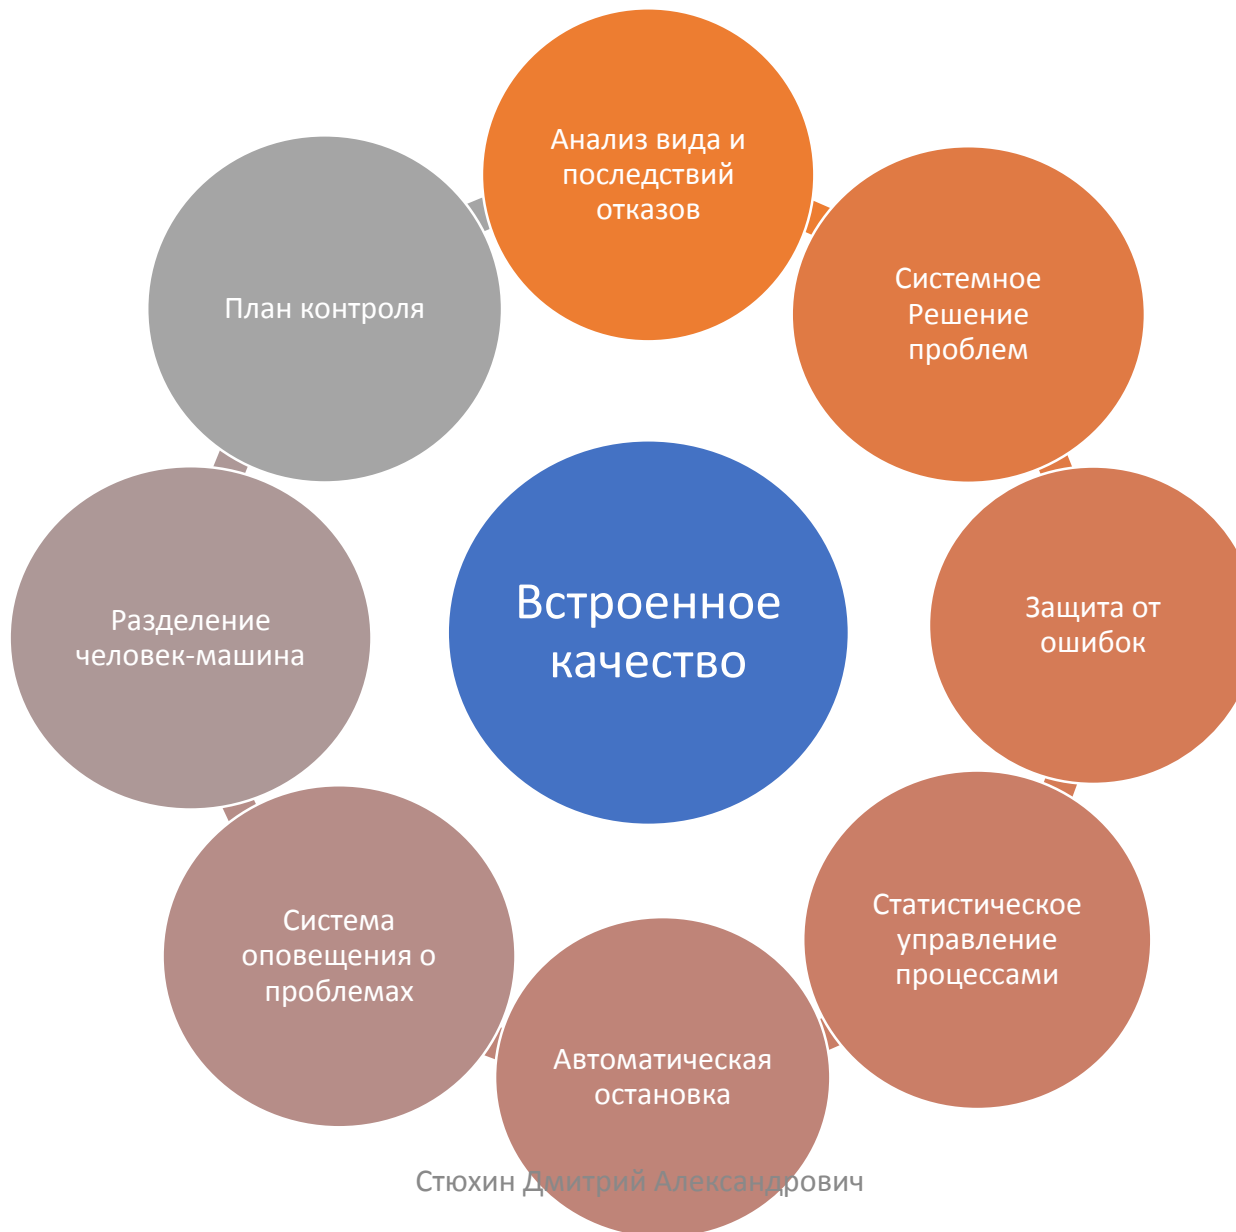 Анализ вида и
последствий
отказов
Системное
Решение
проблем
Защита от
ошибок
Статистическое
управление
процессами
Автоматическая
остановка
Система
оповещения о
проблемах
Разделение
человек-машина
План контроля
Встроенное
качество
Стюхин Дмитрий Александрович